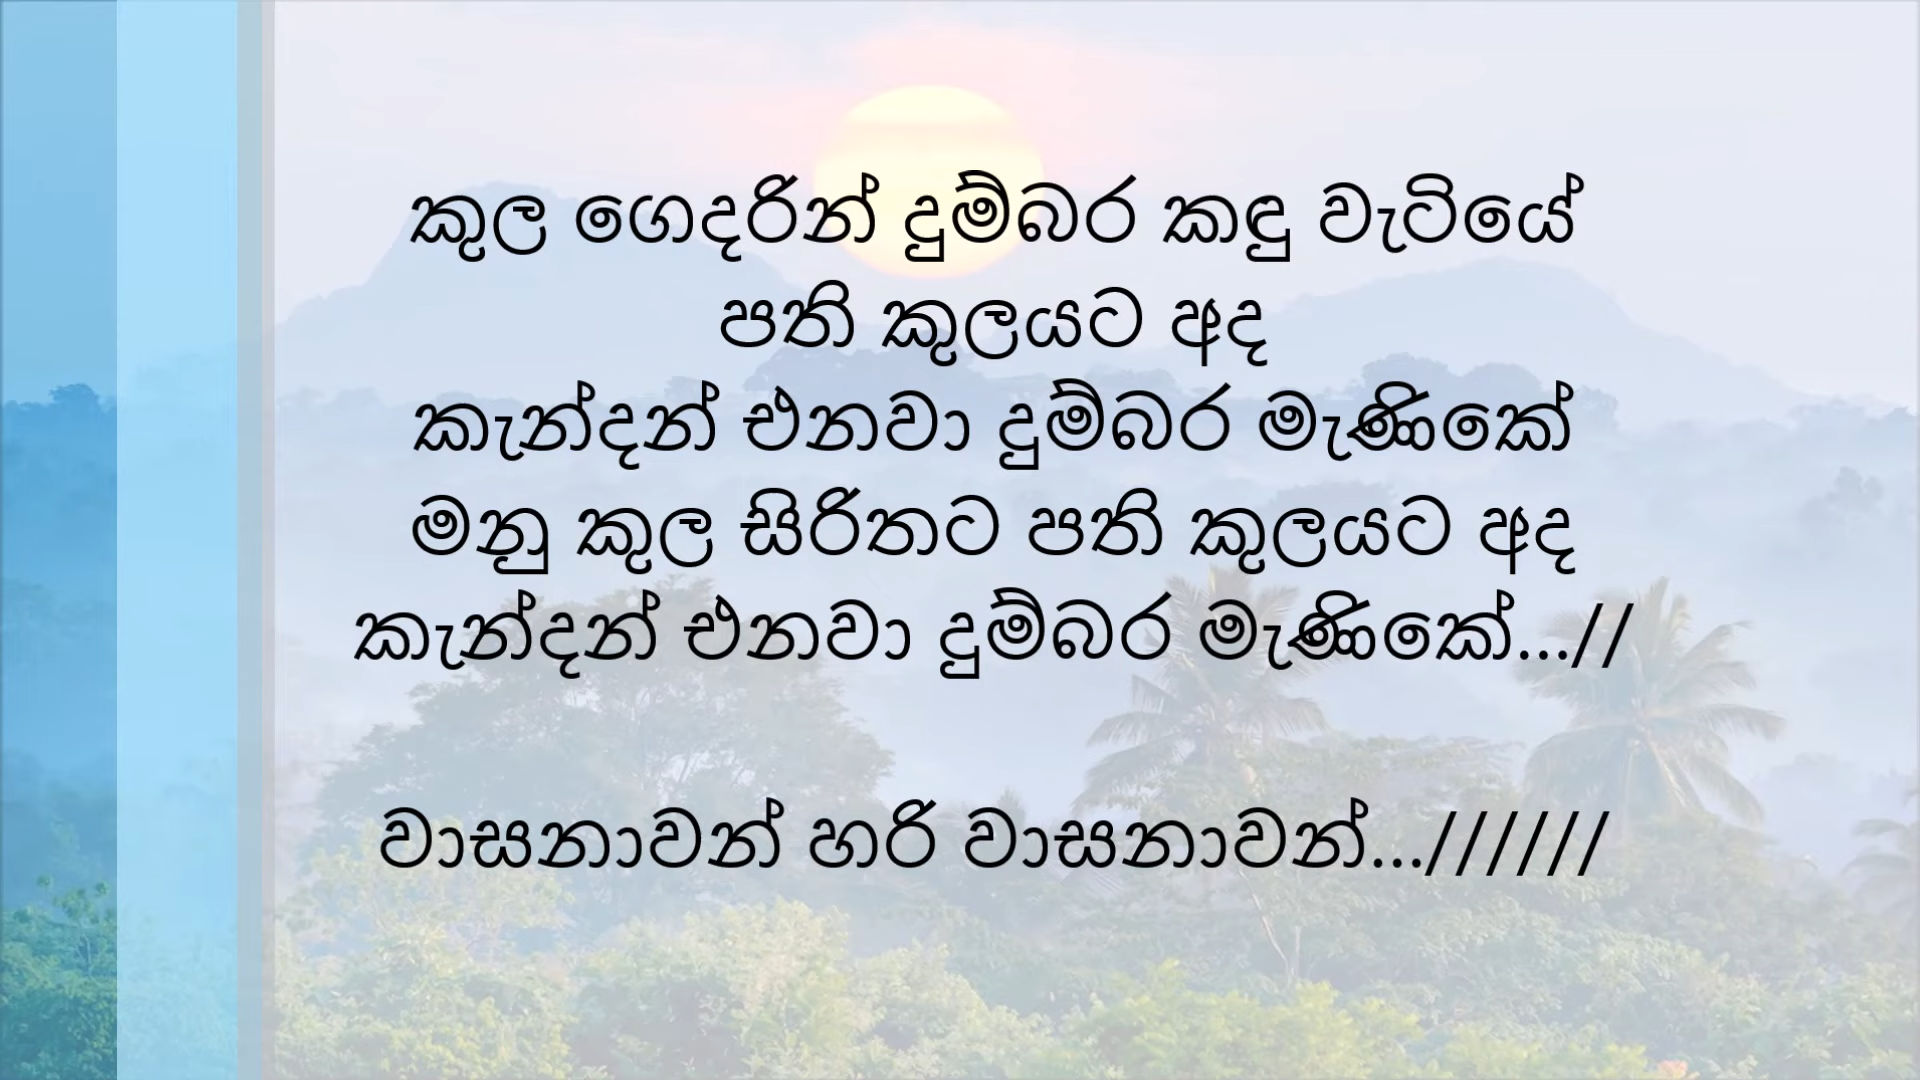 කුල ගෙදරින් දුම්බර කඳු වැටියේ
පති කුලයට අද
කැන්දන් එනවා දුම්බර මැණිකේ
මනු කුල සිරිතට පති කුලයට අද
කැන්දන් එනවා දුම්බර මැණිකේ...//
වාසනාවන් හරි වාසනාවන්...//////